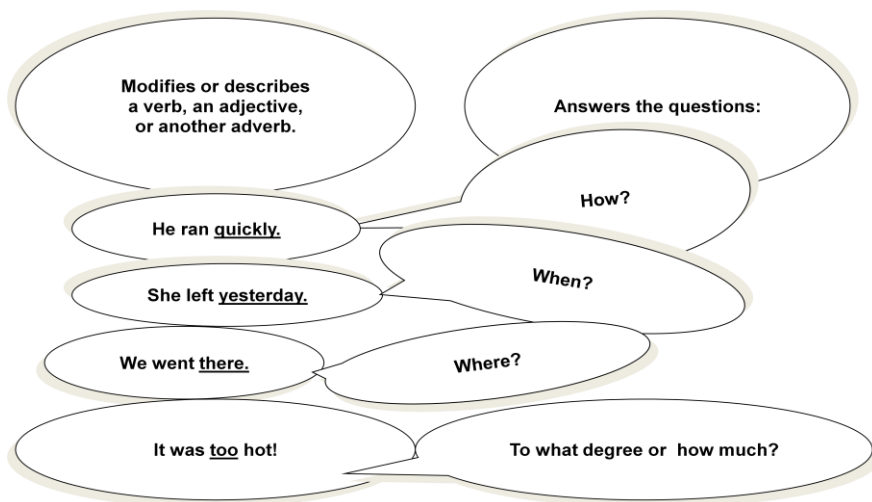 Modifies or describes
a verb, an adjective,
or another adverb.
Answers the questions:
He ran quickly.
How?
She left yesterday.
When?
We went there.
Where?
It was too hot!
To what degree or how much?